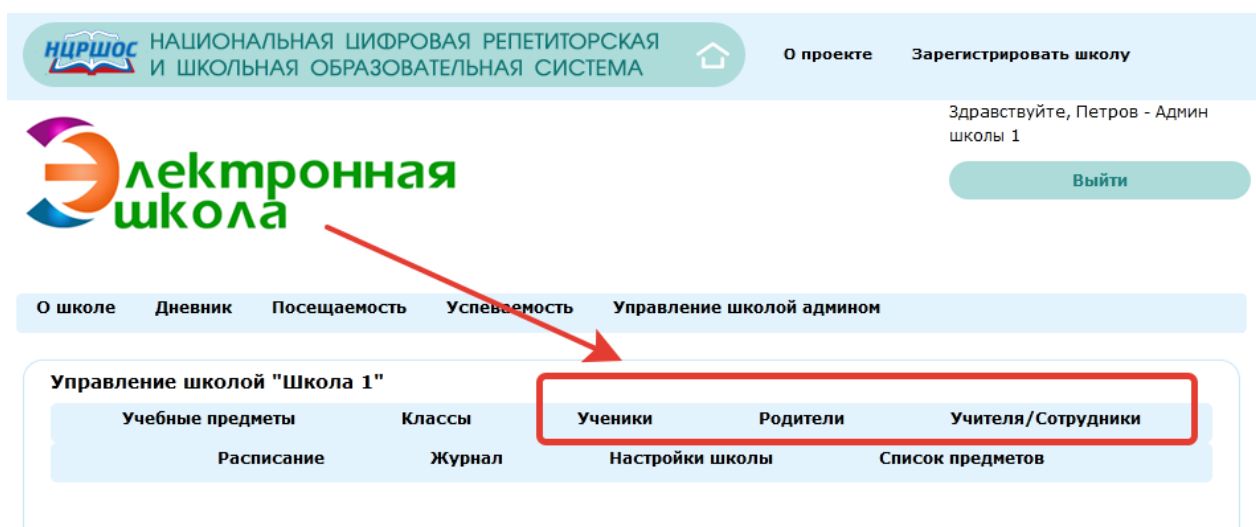 НЦРШОС
НАЦИОНАЛЬНАЯ ЦИФРОВАЯ РЕПЕТИТОРСКАЯ
И ШКОЛЬНАЯ ОБРАЗОВАТЕЛЬНАЯ СИСТЕМА
О проекте Зарегистрировать школу
Здравствуйте, Петров - Админ
школы 1
Выйти
Электронная
школа
О школе Дневник Посещаемость Успеваемость Управление школой админом
Управление школой "Школа 1"
Учебные предметы Классы Ученики Родители Учителя/Сотрудники
Расписание Журнал Настройки школы Список предметов